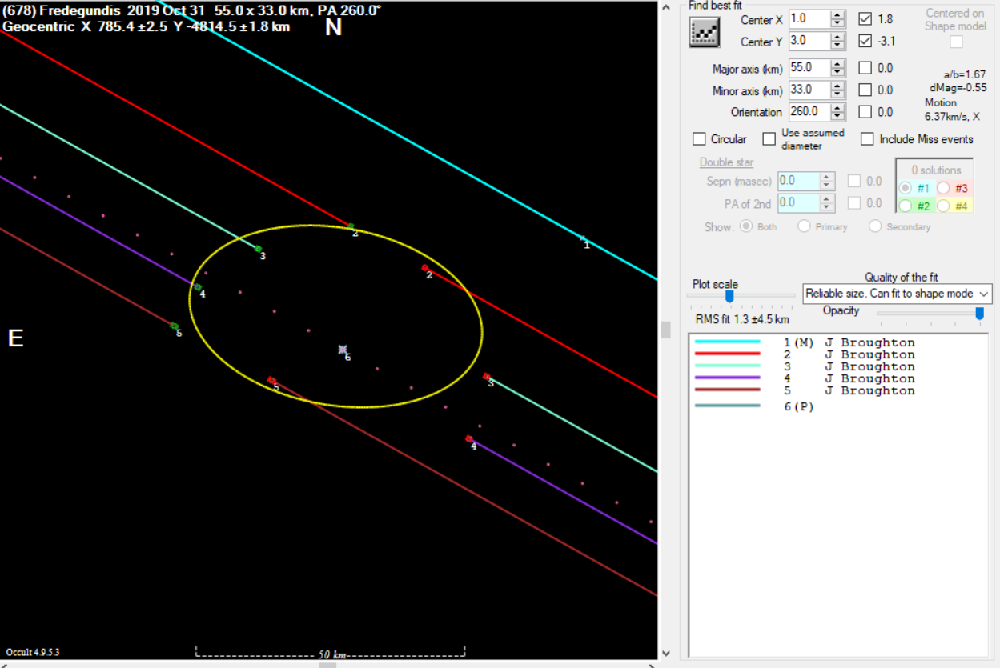 (678) Fredegundis 2019 Oct 31 55.0 x 33.0 km, PA 260.0°
Geocentric X 785.4 ±2.5 Y -4814.5 ±1.8 km
N
E
1
2
2
3
3
4
4
5
5
6
Occult 4.9.5.3
50 km
Find best fit
Center X 1.0 1.8
Center Y 3.0 -3.1
Centered on
Shape model
Major axis (km) 55.0 0.0
Minor axis (km) 33.0 0.0
Orientation 260.0 0.0
a/b=1.67
dMag=-0.55
Motion
6.37km/s, X
Circular
Use assumed
diameter
Include Miss events
Double star
Sepn (masec) 0.0 0.0
PA of 2nd 0.0 0.0
0 solutions
#1 #3
#2 #4
Show: Both Primary Secondary
Plot scale
Quality of the fit
Reliable size. Can fit to shape mode
Opacity
RMS fit 1.3 ±4.5 km
1(M) J Broughton
2 J Broughton
3 J Broughton
4 J Broughton
5 J Broughton
6(P)